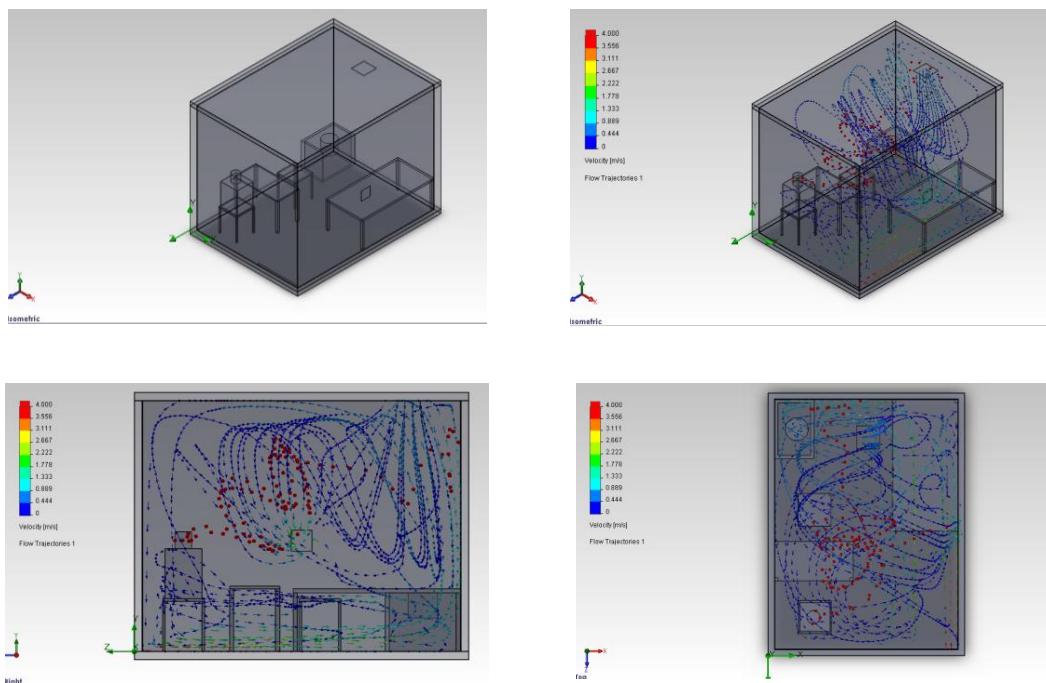 Y
Z
Y
X
Isometric
4.000
3.556
3.111
2.667
2.222
1.778
1.333
0.889
0.444
0
Velocity [m/s]
Flow Trajectories 1
Y
Z
Y
X
Isometric
4.000
3.556
3.111
2.667
2.222
1.778
1.333
0.889
0.444
0
Velocity [m/s]
Flow Trajectories 1
Y
Z
Y
Right
4.000
3.556
3.111
2.667
2.222
1.778
1.333
0.889
0.444
0
Velocity [m/s]
Flow Trajectories 1
X
X
Z